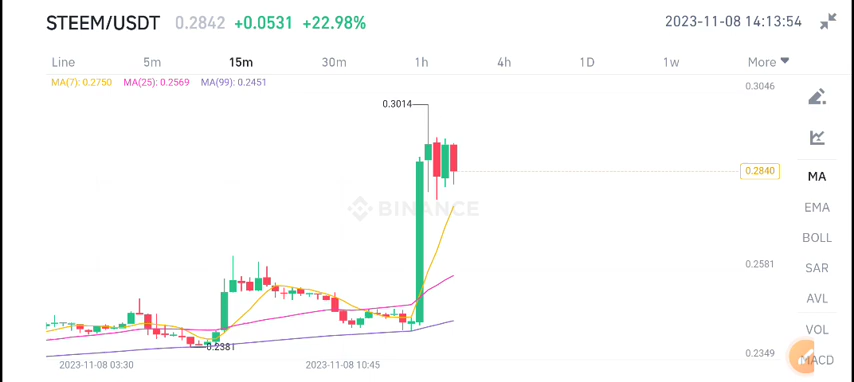 STEEM/USDT 0.2842 +0.0531 +22.98% 2023-11-08 14:13:54
Line 5m 15m 30m 1h 4h 1D 1w More
MA(7): 0.2750 MA(25): 0.2569 MA(99): 0.2451
0.3046
0.3014
MA
0.2840
EMA
BINANCE
BOLL
0.2581
SAR
AVL
VOL
0.2381
0.2349
MACD
2023-11-08 03:30 2023-11-08 10:45